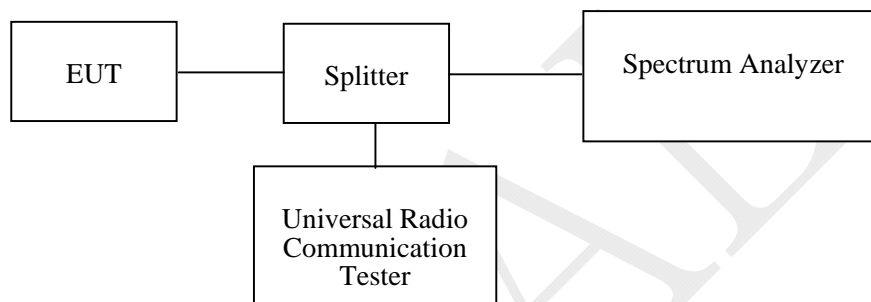 EUT
Splitter
Spectrum Analyzer
Universal Radio
Communication
Tester